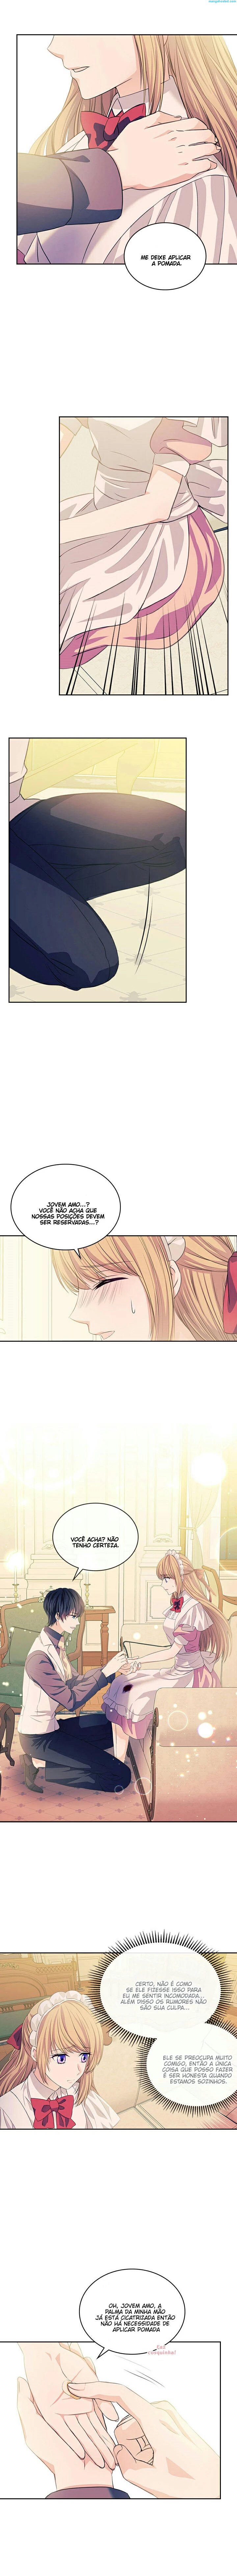 ME DEIXE APLICAR
A POMADA.
JOVEM AMO...?
VOCÊ NÃO ACHA QUE
NOSSAS POSIÇÕES DEVEM
SER RESERVADAS...?
VOCÊ ACHA? NÃO
TENHO CERTEZA.
CERTO, NÃO É COMO
SE ELE FIZESSE ISSO PARA
EU ME SENTIR INCOMODADA...
ALÉM DISSO OS RUMORES NÃO
SÃO SUA CULPA...
ELE SE PREOCUPA MUITO
COMIGO, ENTÃO A ÚNICA
COISA QUE POSSO FAZER
É SER HONESTA QUANDO
ESTAMOS SOZINHOS.
OH, JOVEM AMO, A
PALMA DA MINHA MÃO
JÁ ESTÁ CICATRIZADA ENTÃO
NÃO HÁ NECESSIDADE DE
APLICAR POMADA